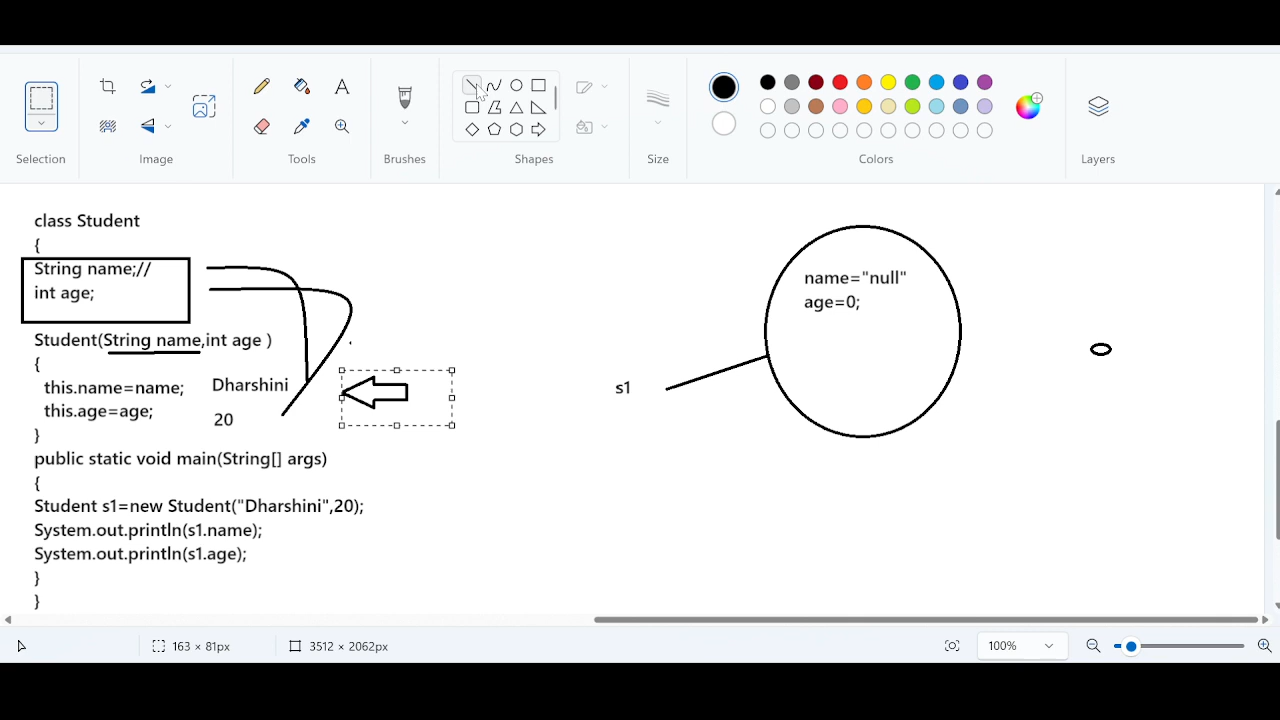 Selection
Image
Tools
Brushes
Shapes
Size
Colors
Layers
class Student
{
String name;//
int age;
Student(String name,int age )
{
this.name=name;
this.age=age;
}
Dharshini
20
public static void main(String[] args)
{
Student s1=new Student("Dharshini",20);
System.out.println(s1.name);
System.out.println(s1.age);
}
}
name="null"
age=0;
s1
163 × 81px
3512 × 2062px
100%